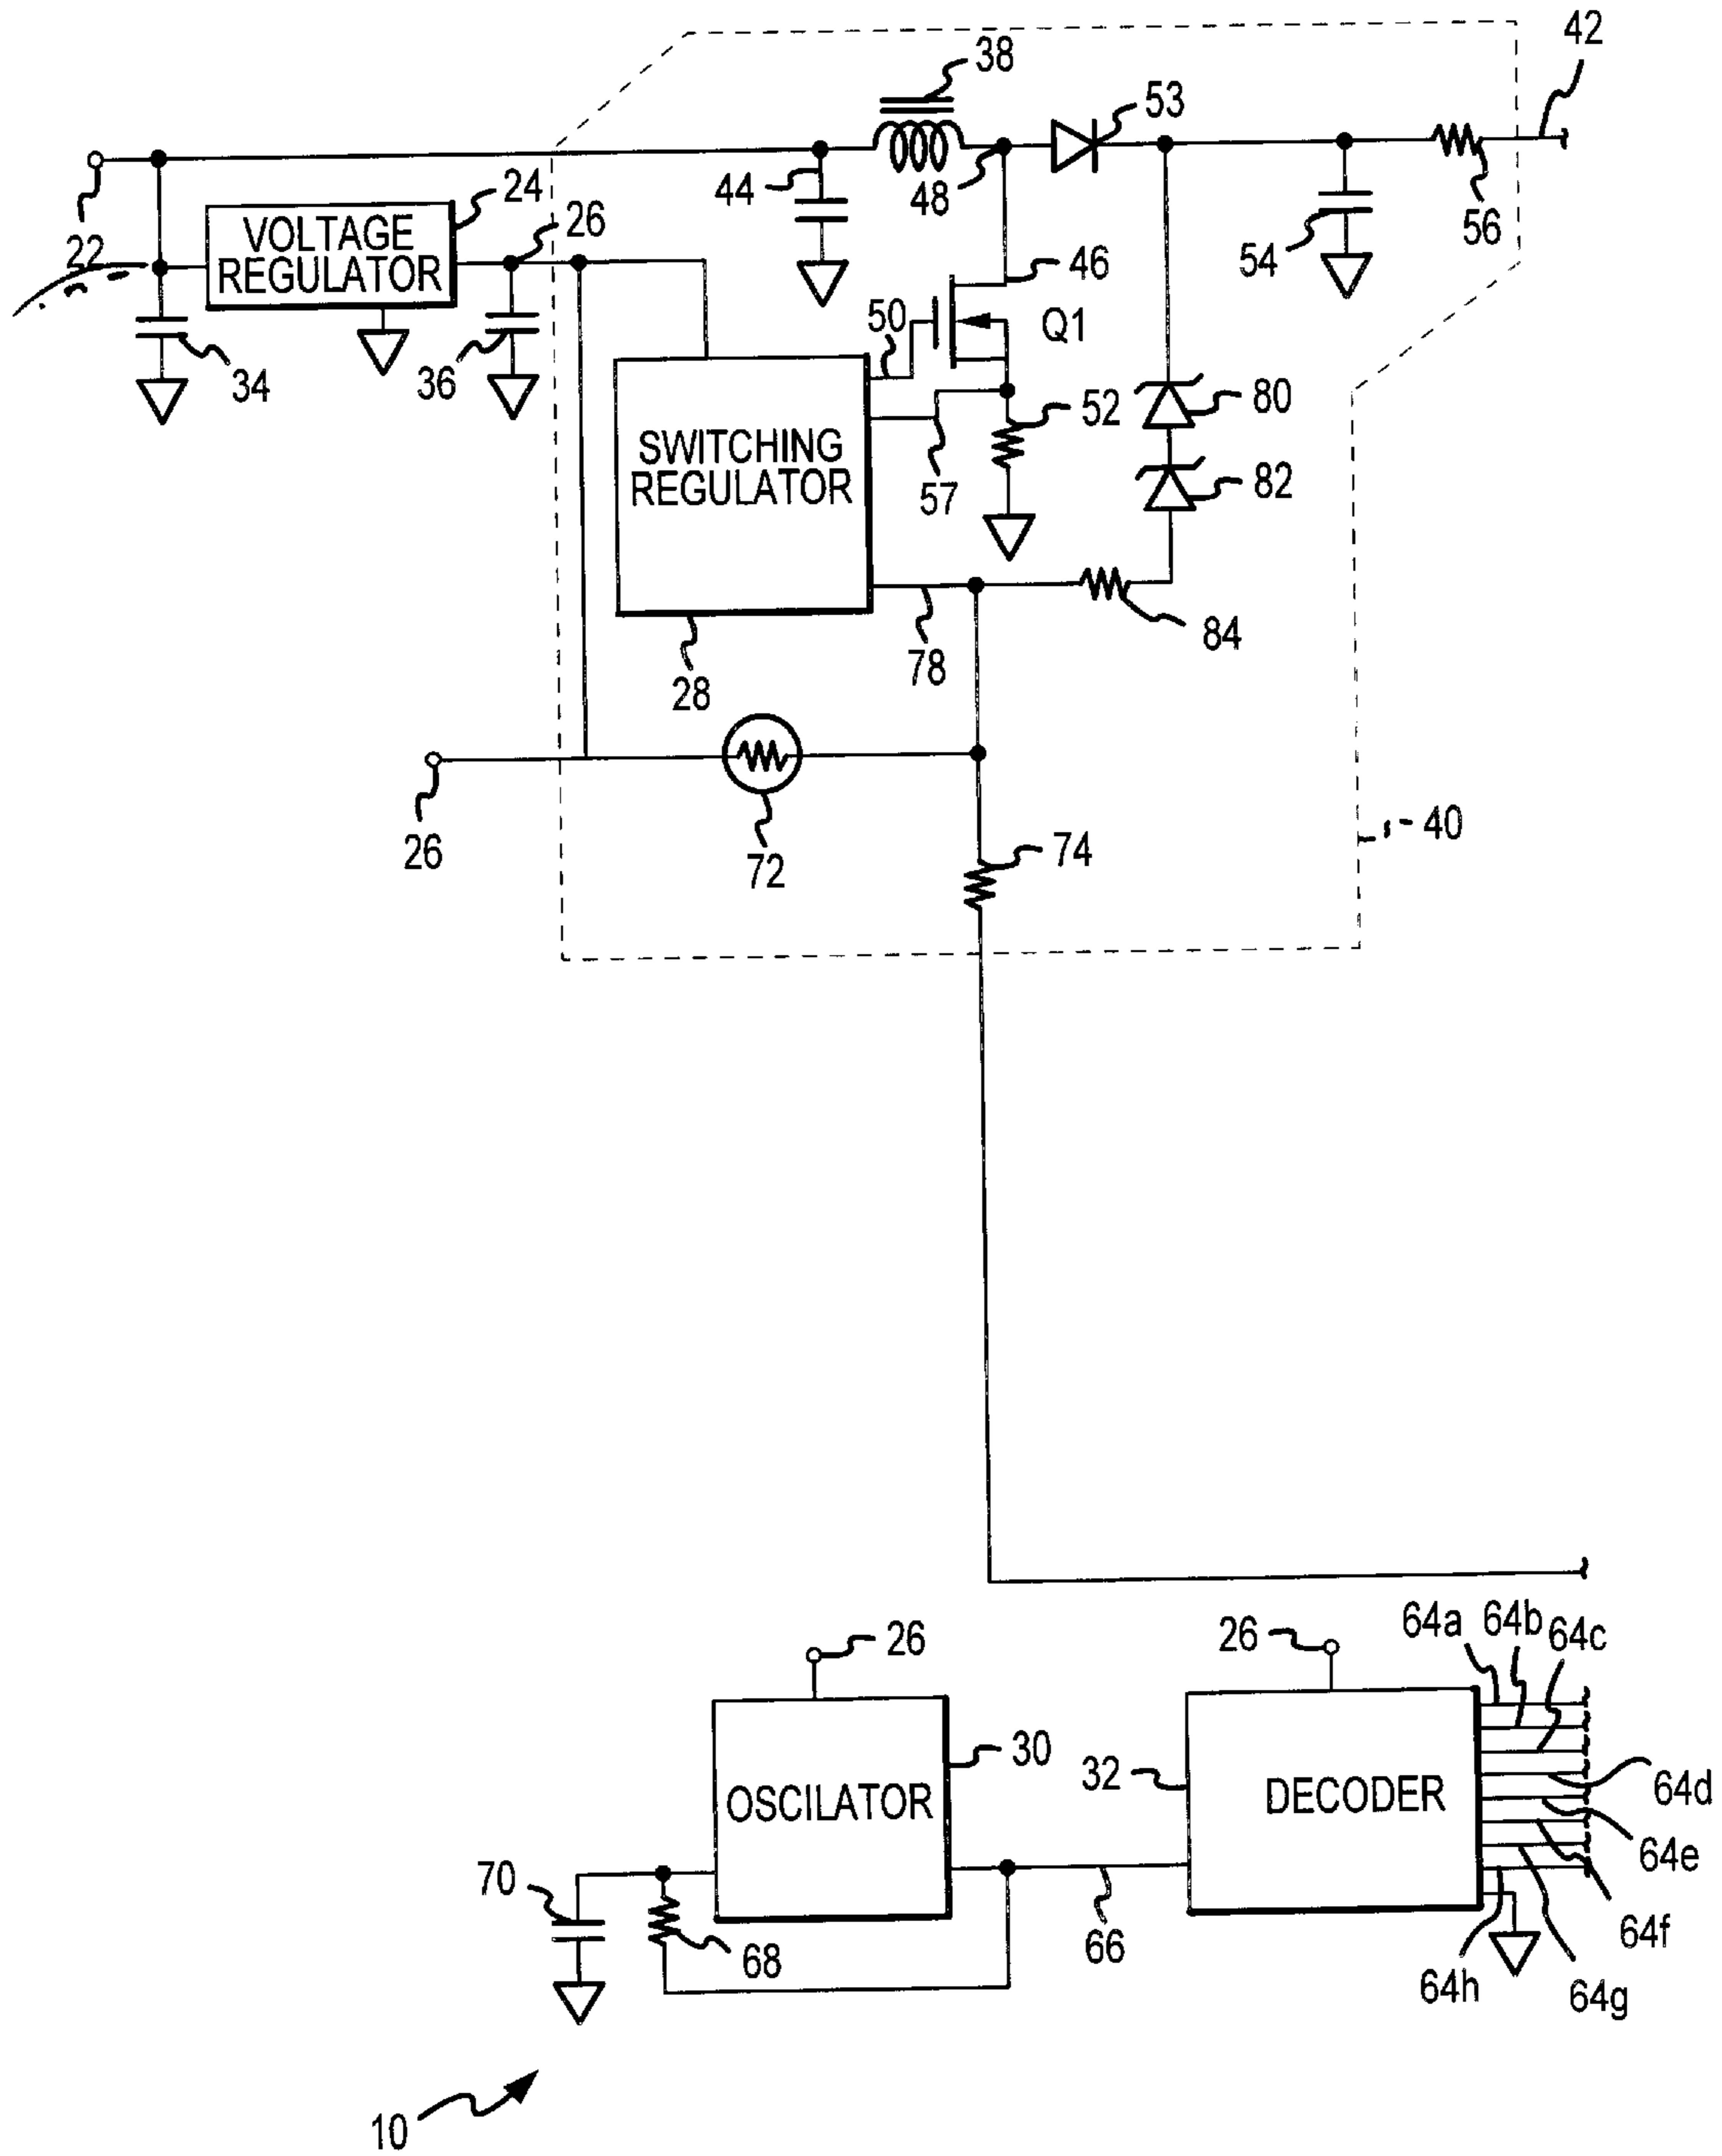 42
38
53
22
VOLTAGE
REGULATOR
24
26
44
48
54
56
34
36
50
46
Q1
52
80
SWITCHING
REGULATOR
57
82
28
78
84
26
72
74
40
64a
64b
64c
26
26
OSCILATOR
30
32
DECODER
64d
64e
64f
64g
64h
70
68
66
10